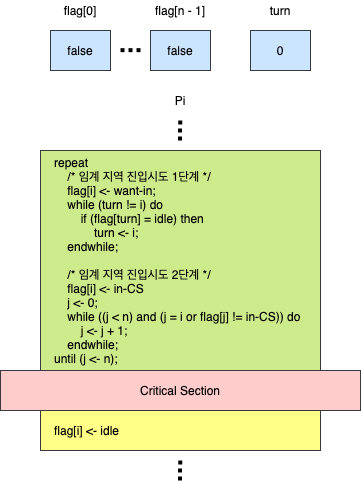 flag[0] flag[n - 1] turn
false ... false 0
Pi
repeat
/* 임계 지역 진입시도 1단계 */
flag[i] <- want-in;
while (turn != i) do
if (flag[turn] = idle) then
turn <- i;
endwhile;
/* 임계 지역 진입시도 2단계 */
flag[i] <- in-CS
j <- 0;
while ((j < n) and (j = i or flag[j] != in-CS)) do
j <- j + 1;
endwhile;
until (j <- n);
Critical Section
flag[i] <- idle